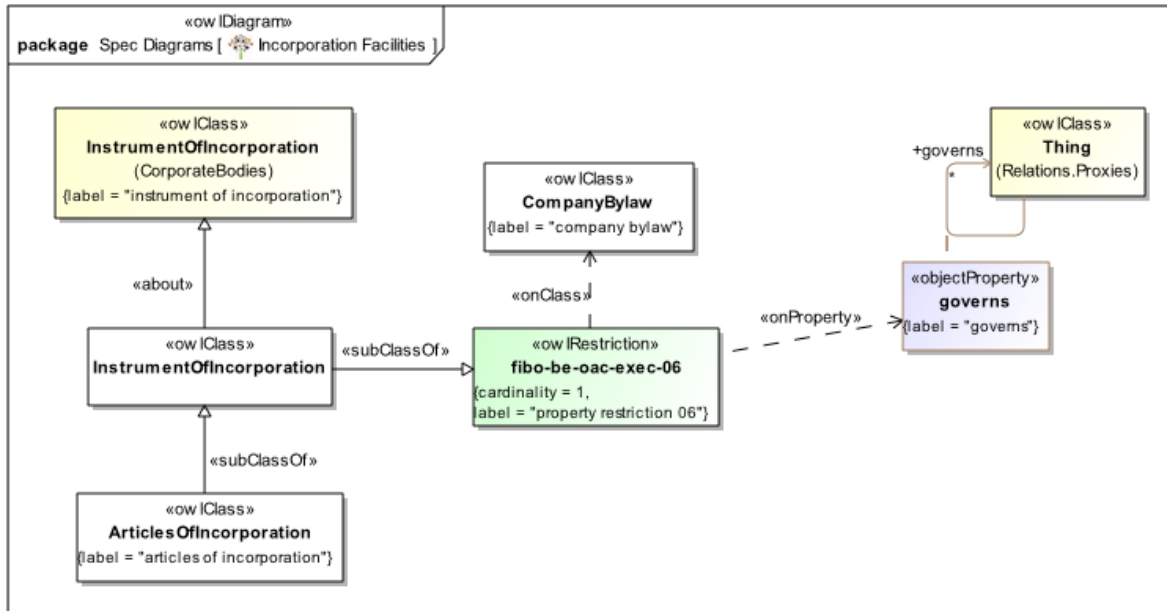 «owlDiagram»
package Spec Diagrams [ Incorporation Facilities ]
«owlClass»
InstrumentOfIncorporation
(CorporateBodies)
{label = "instrument of incorporation"}
«owlClass»
Thing
(Relations.Proxies)
+governs
*
«owlClass»
CompanyBylaw
{label = "company bylaw"}
«about»
«onClass»
«objectProperty»
governs
{label = "governs"}
«onProperty»
«owlClass»
InstrumentOfIncorporation
«subClassOf»
«owlRestriction»
fibo-be-oac-exec-06
{cardinality = 1,
label = "property restriction 06"}
«subClassOf»
«owlClass»
ArticlesOfIncorporation
{label = "articles of incorporation"}